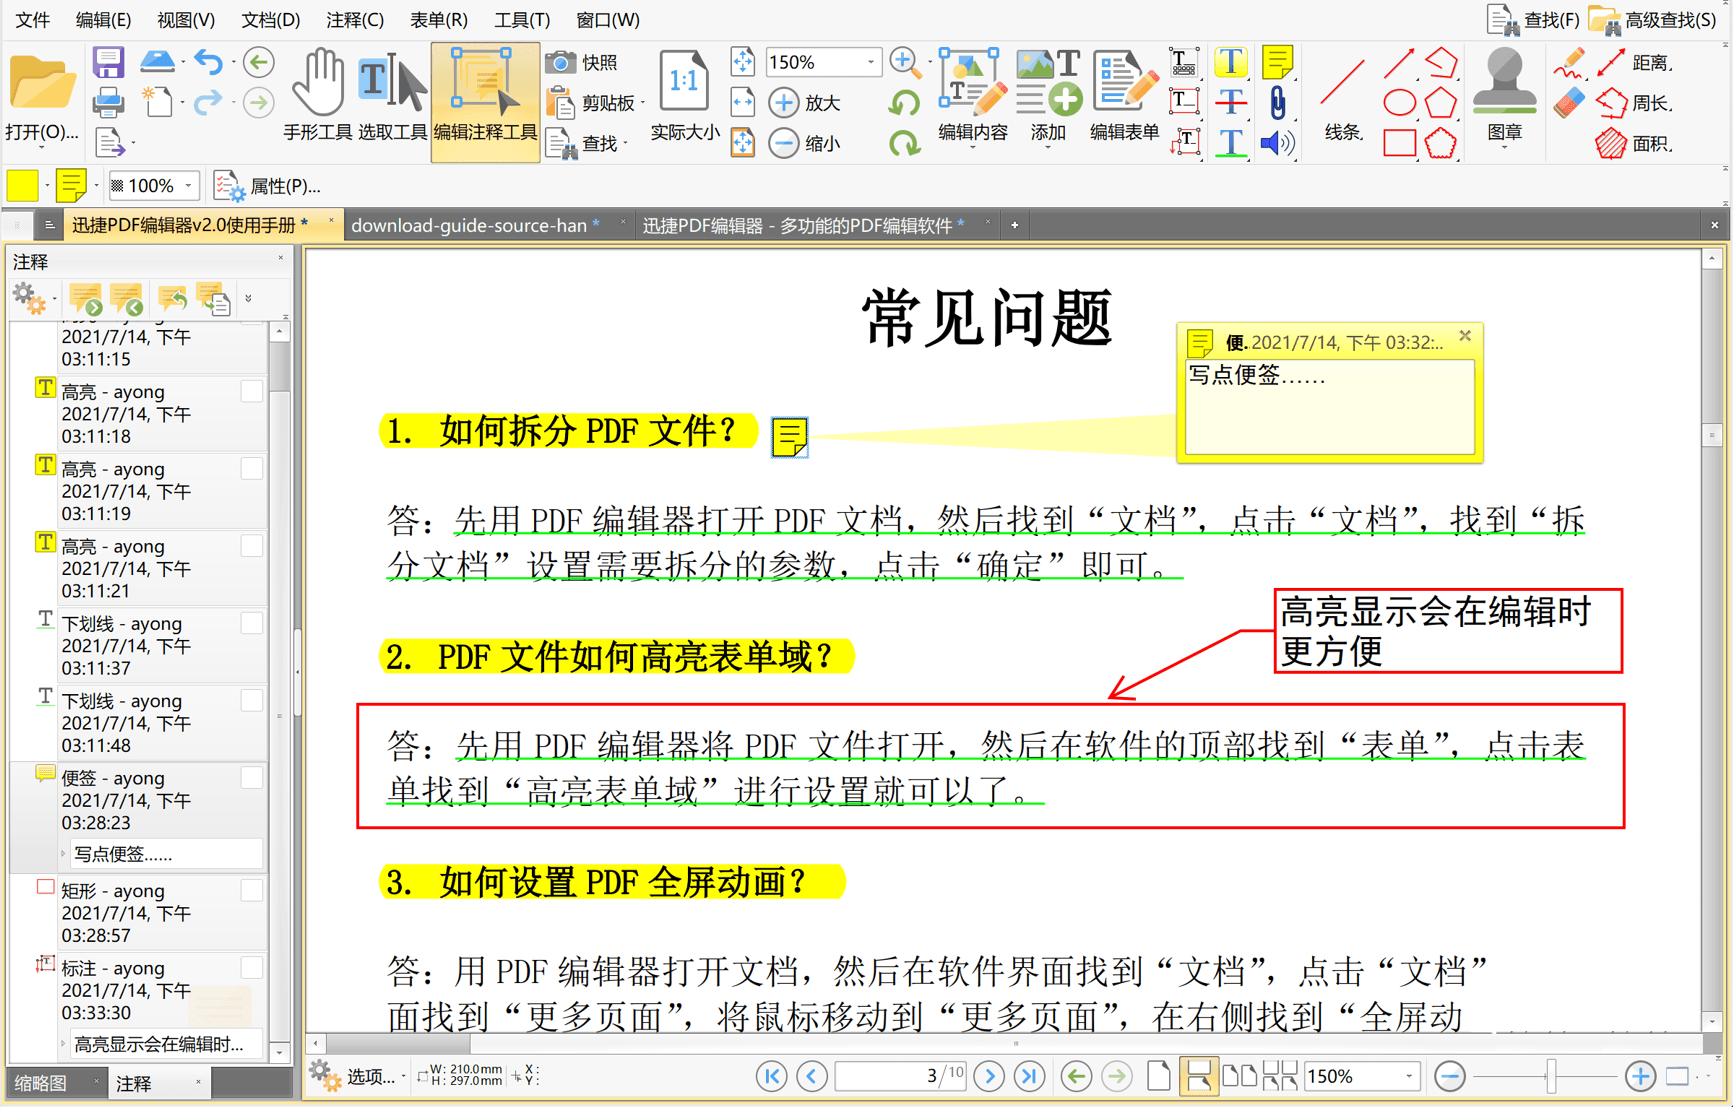 文件 编辑(E) 视图(V) 文档(D) 注释(C) 表单(R) 工具(T) 窗口(W) 查找(F) 高级查找(S)
快照 150% 距离.
剪贴板 放大 周长.
打开(O)... 手形工具 选取工具 编辑注释工具 查找 实际大小 缩小 编辑内容 添加 编辑表单 线条. 图章 面积.
100% 属性(P)...
迅捷PDF编辑器v2.0使用手册 * download-guide-source-han * 迅捷PDF编辑器 - 多功能的PDF编辑软件 *
注释
2021/7/14, 下午
03:11:15
高亮 - ayong
2021/7/14, 下午
03:11:18
高亮 - ayong
2021/7/14, 下午
03:11:19
高亮 - ayong
2021/7/14, 下午
03:11:21
下划线 - ayong
2021/7/14, 下午
03:11:37
下划线 - ayong
2021/7/14, 下午
03:11:48
便签 - ayong
2021/7/14, 下午
03:28:23
写点便签......
矩形 - ayong
2021/7/14, 下午
03:28:57
标注 - ayong
2021/7/14, 下午
03:33:30
高亮显示会在编辑时...
缩略图 注释
常见问题
便.2021/7/14, 下午 03:32:..
写点便签......
1. 如何拆分 PDF 文件？
答：先用 PDF 编辑器打开 PDF 文档，然后找到“文档”，点击“文档”，找到“拆
分文档”设置需要拆分的参数，点击“确定”即可。
高亮显示会在编辑时
更方便
2. PDF 文件如何高亮表单域？
答：先用 PDF 编辑器将 PDF 文件打开，然后在软件的顶部找到“表单”，点击表
单找到“高亮表单域”进行设置就可以了。
3. 如何设置 PDF 全屏动画？
答：用 PDF 编辑器打开文档，然后在软件界面找到“文档”，点击“文档”
面找到“更多页面”，将鼠标移动到“更多页面”，在右侧找到“全屏动
选项... W: 210.0mm X:
H: 297.0mm Y:
3 /10 150%